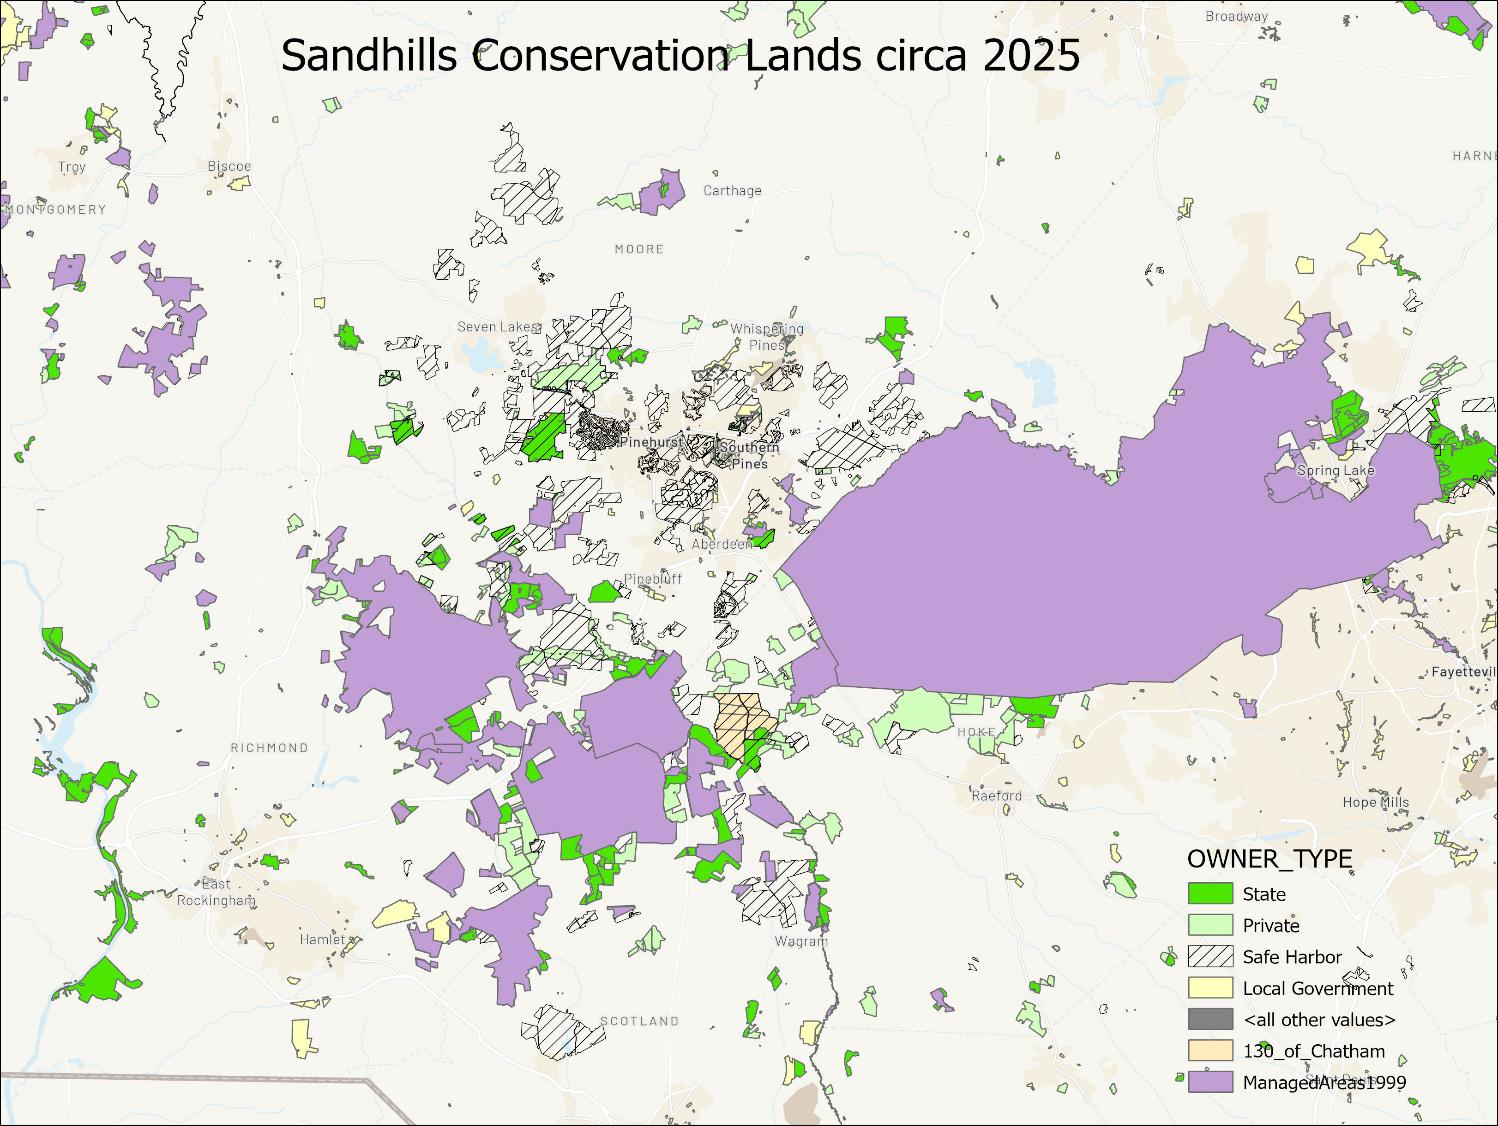 Broadway
Sandhills Conservation Lands circa 2025
HARNE
Troy
Biscoe
MONTGOMERY
Carthage
MOORE
Seven Lakes
Whispering
Pines
Pinehurst
Southern
Pines
Spring Lake
Aberdeen
Pinebluff
Fayettevil
RICHMOND
HOKE
Raeford
Hope Mills
East
Rockingham
Hamlet
Wagram
SCOTLAND
OWNER_TYPE
State
Private
Safe Harbor
Local Government
<all other values>
130_of_Chatham
ManagedAreas1999